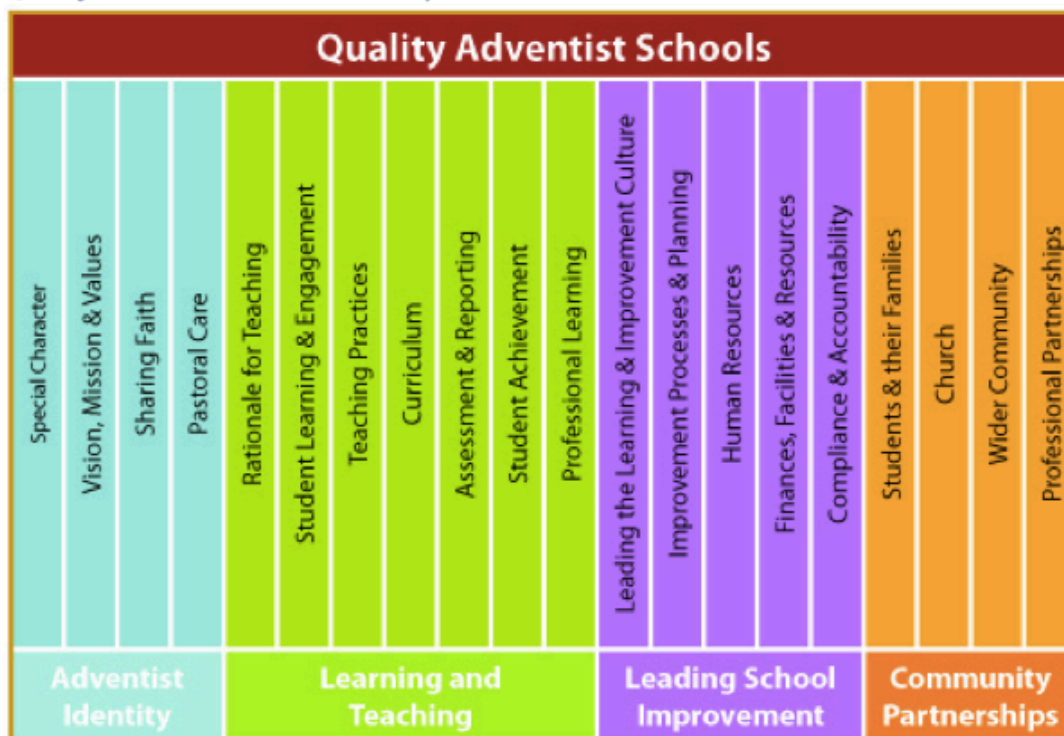 Quality Adventist Schools
Special Character
Vision, Mission & Values
Sharing Faith
Pastoral Care
Rationale for Teaching
Student Learning & Engagement
Teaching Practices
Curriculum
Assessment & Reporting
Student Achievement
Professional Learning
Leading the Learning & Improvement Culture
Improvement Processes & Planning
Human Resources
Finances, Facilities & Resources
Compliance & Accountability
Students & their Families
Church
Wider Community
Professional Partnerships
Adventist
Identity
Learning and
Teaching
Leading School
Improvement
Community
Partnerships